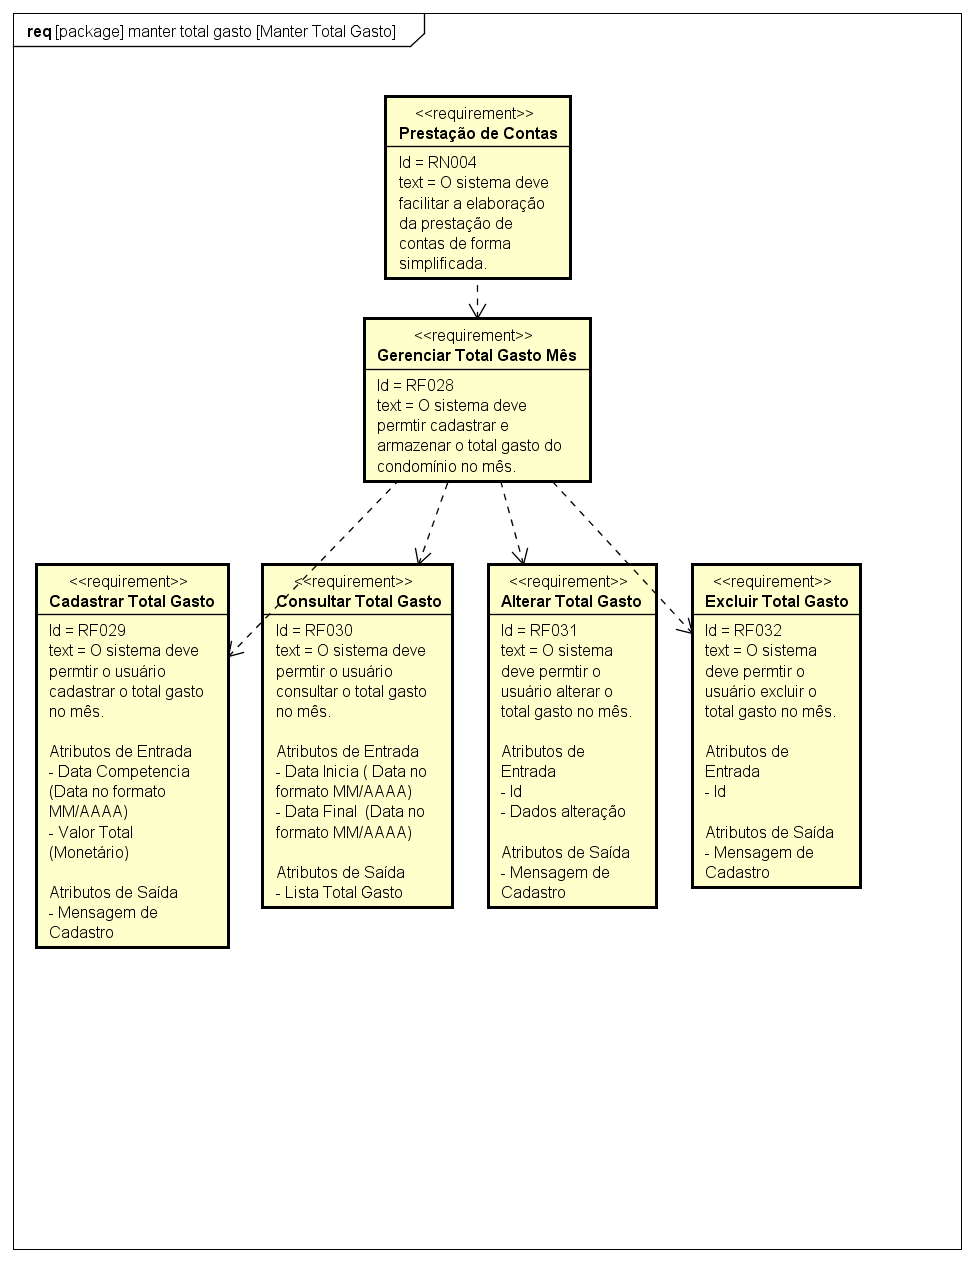 req [package] manter total gasto [Manter Total Gasto]
<<requirement>>
Prestação de Contas
Id = RN004
text = O sistema deve
facilitar a elaboração
da prestação de
contas de forma
simplificada.
<<requirement>>
Gerenciar Total Gasto Mês
Id = RF028
text = O sistema deve
permtir cadastrar e
armazenar o total gasto do
condomínio no mês.
<<requirement>>
Cadastrar Total Gasto
Id = RF029
text = O sistema deve
permtir o usuário
cadastrar o total gasto
no mês.
Atributos de Entrada
- Data Competencia
(Data no formato
MM/AAAA)
- Valor Total
(Monetário)
Atributos de Saída
- Mensagem de
Cadastro
<<requirement>>
Consultar Total Gasto
Id = RF030
text = O sistema deve
permtir o usuário
consultar o total gasto
no mês.
Atributos de Entrada
- Data Inicia ( Data no
formato MM/AAAA)
- Data Final  (Data no
formato MM/AAAA)
Atributos de Saída
- Lista Total Gasto
<<requirement>>
Alterar Total Gasto
Id = RF031
text = O sistema
deve permtir o
usuário alterar o
total gasto no mês.
Atributos de
Entrada
- Id
- Dados alteração
Atributos de Saída
- Mensagem de
Cadastro
<<requirement>>
Excluir Total Gasto
Id = RF032
text = O sistema
deve permtir o
usuário excluir o
total gasto no mês.
Atributos de
Entrada
- Id
Atributos de Saída
- Mensagem de
Cadastro